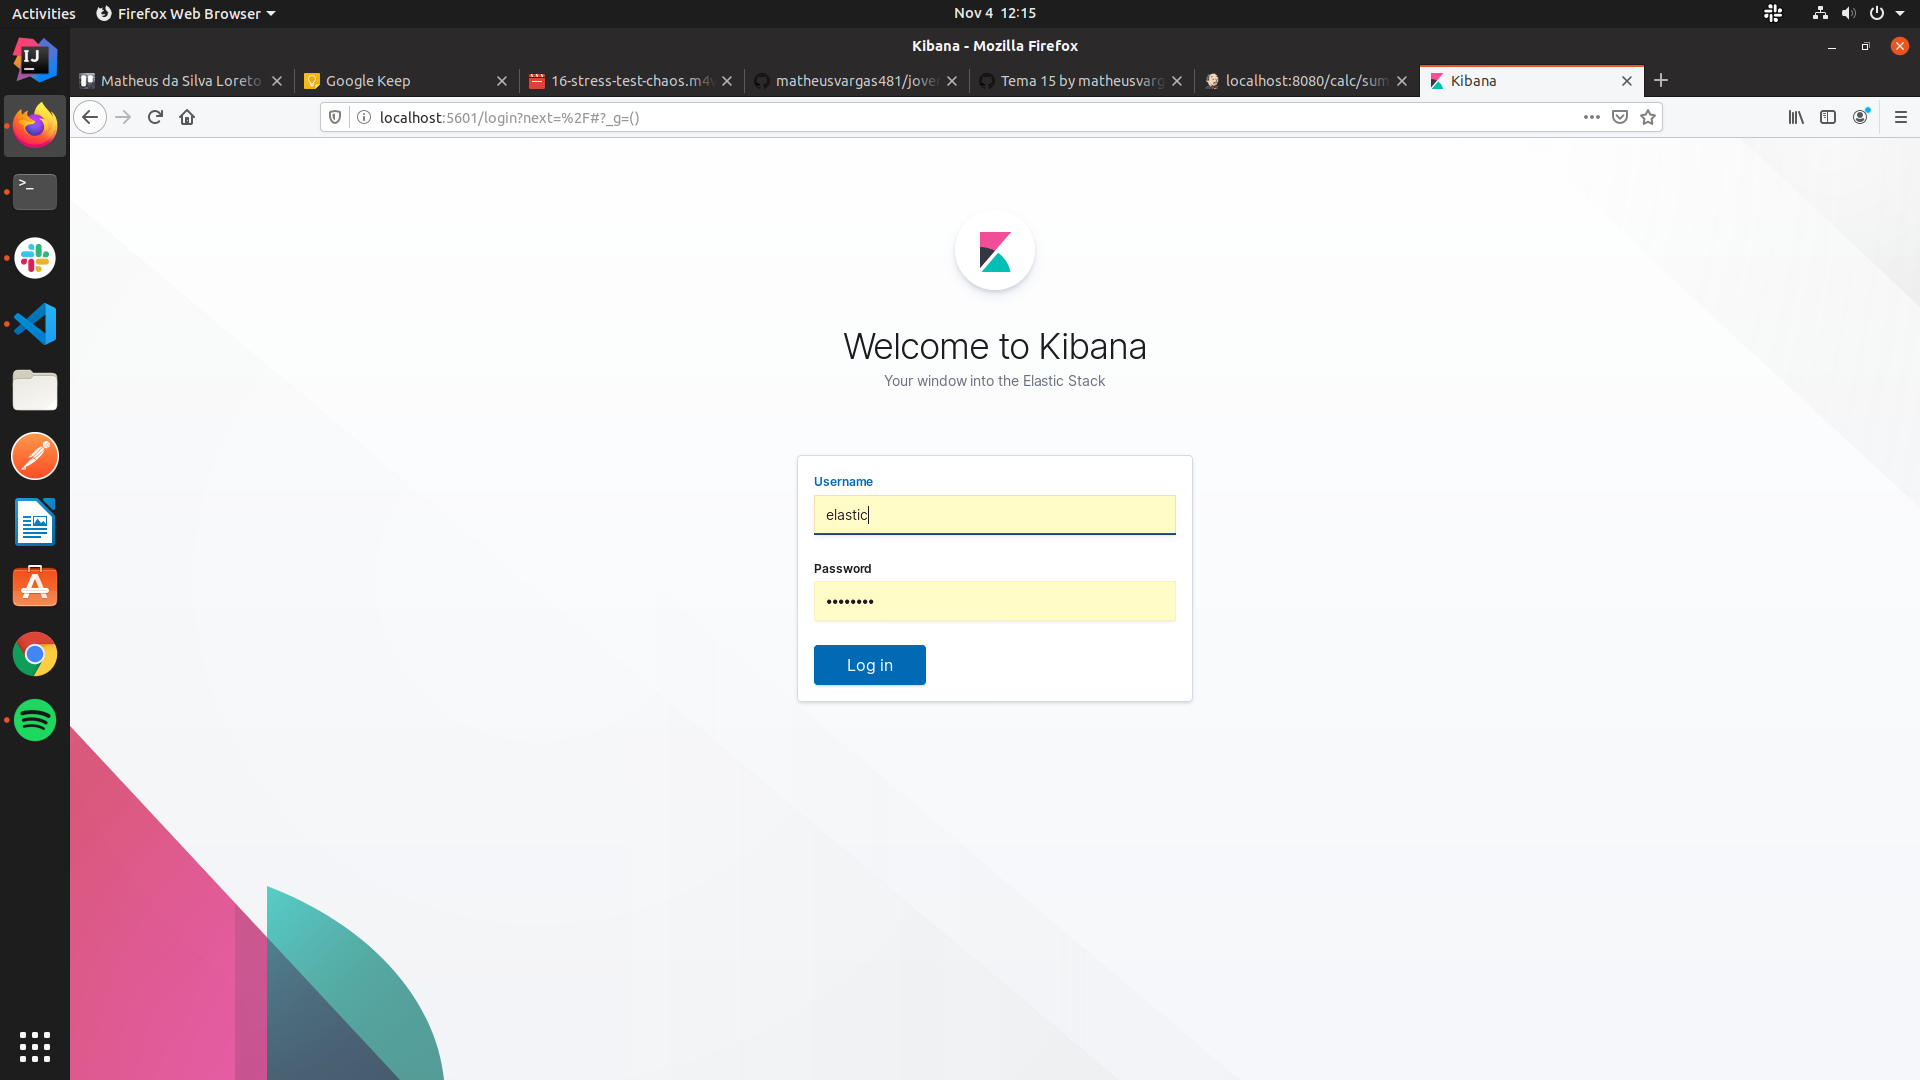 Activities
Firefox Web Browser
Nov 4 12:15
Kibana - Mozilla Firefox
Matheus da Silva Loreto
Google Keep
16-stress-test-chaos.m4v
matheusvargas481/jover
Tema 15 by matheusvarg
localhost:8080/calc/sum
Kibana
localhost:5601/login?next=%2F#?_g=()
Welcome to Kibana
Your window into the Elastic Stack
Username
elastic
Password
••••••••
Log in